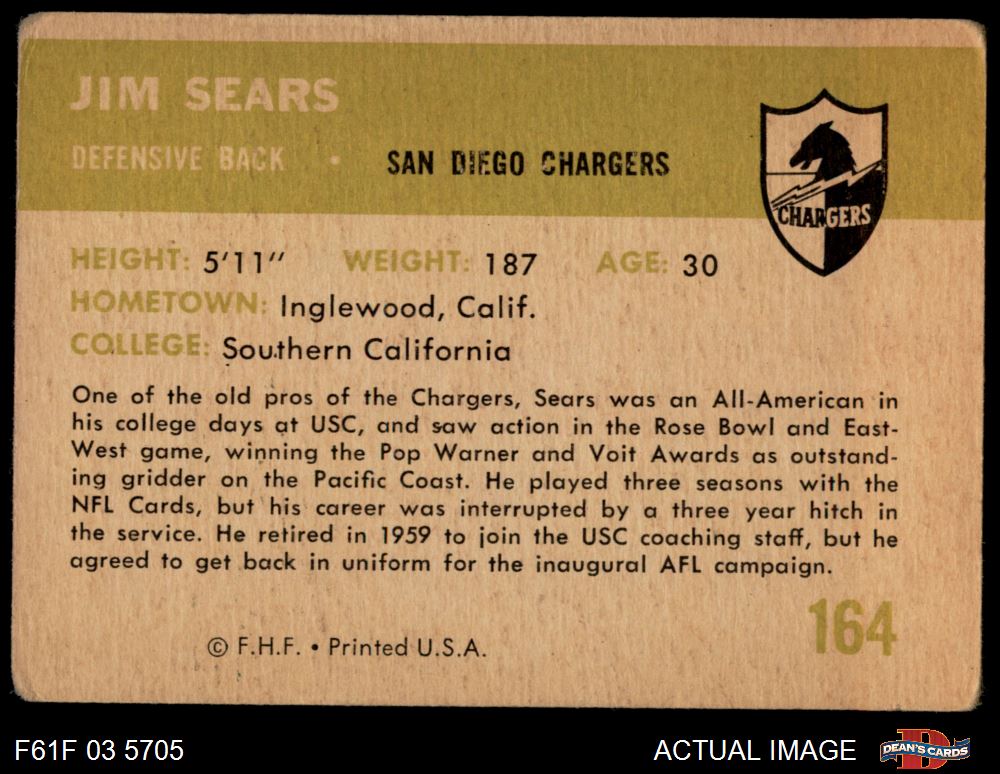 JIM SEARS
DEFENSIVE BACK • SAN DIEGO CHARGERS
CHARGERS
HEIGHT: 5'11" WEIGHT: 187 AGE: 30
HOMETOWN: Inglewood, Calif.
COLLEGE: Southern California
One of the old pros of the Chargers, Sears was an All-American in
his college days at USC, and saw action in the Rose Bowl and East-
West game, winning the Pop Warner and Voit Awards as outstand-
ing gridder on the Pacific Coast. He played three seasons with the
NFL Cards, but his career was interrupted by a three year hitch in
the service. He retired in 1959 to join the USC coaching staff, but he
agreed to get back in uniform for the inaugural AFL campaign.
164
© F.H.F. • Printed U.S.A.
F61F 03 5705
ACTUAL IMAGE
D
DEAN'S CARDS